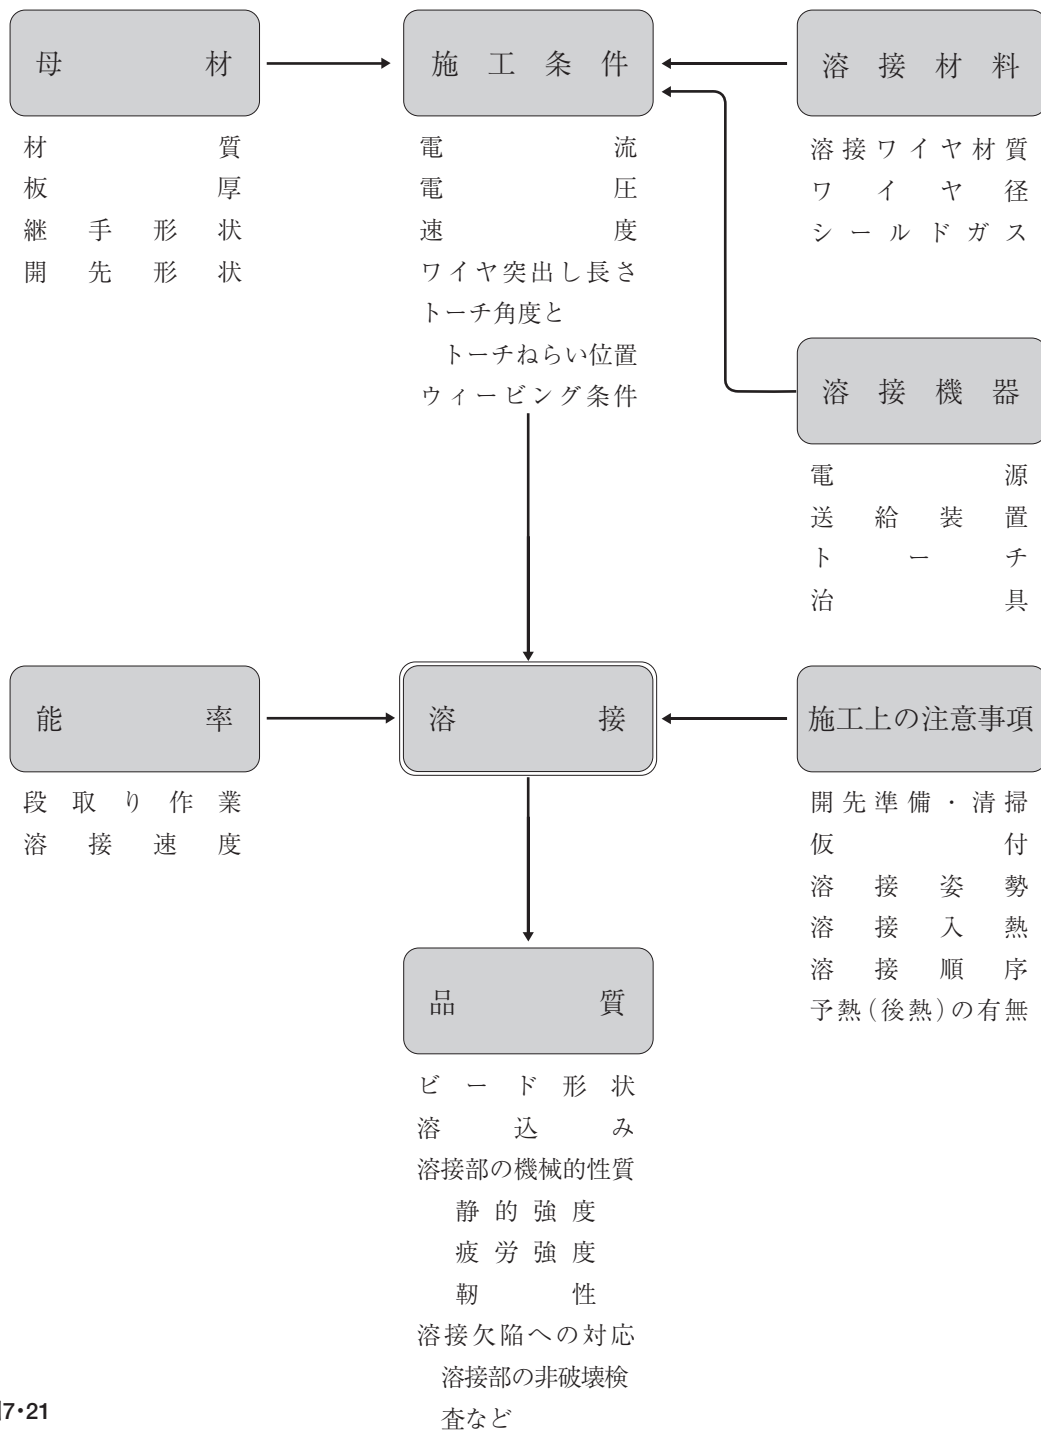 母材
材質
板厚
継手形状
開先形状
施工条件
電流
電圧
速度
ワイヤ突出し長さ
トーチ角度と
トーチねらい位置
ウィービング条件
溶接材料
溶接ワイヤ材質
ワイヤ径
シールドガス
溶接機器
電源
送給装置
トーチ
治具
能率
段取り作業
溶接速度
溶接
施工上の注意事項
開先準備・清掃
仮付
溶接姿勢
溶接入熱
溶接順序
予熱(後熱)の有無
品質
ビード形状
溶込み
溶接部の機械的性質
静的強度
疲労強度
靭性
溶接欠陥への対応
溶接部の非破壊検
査など
7・21